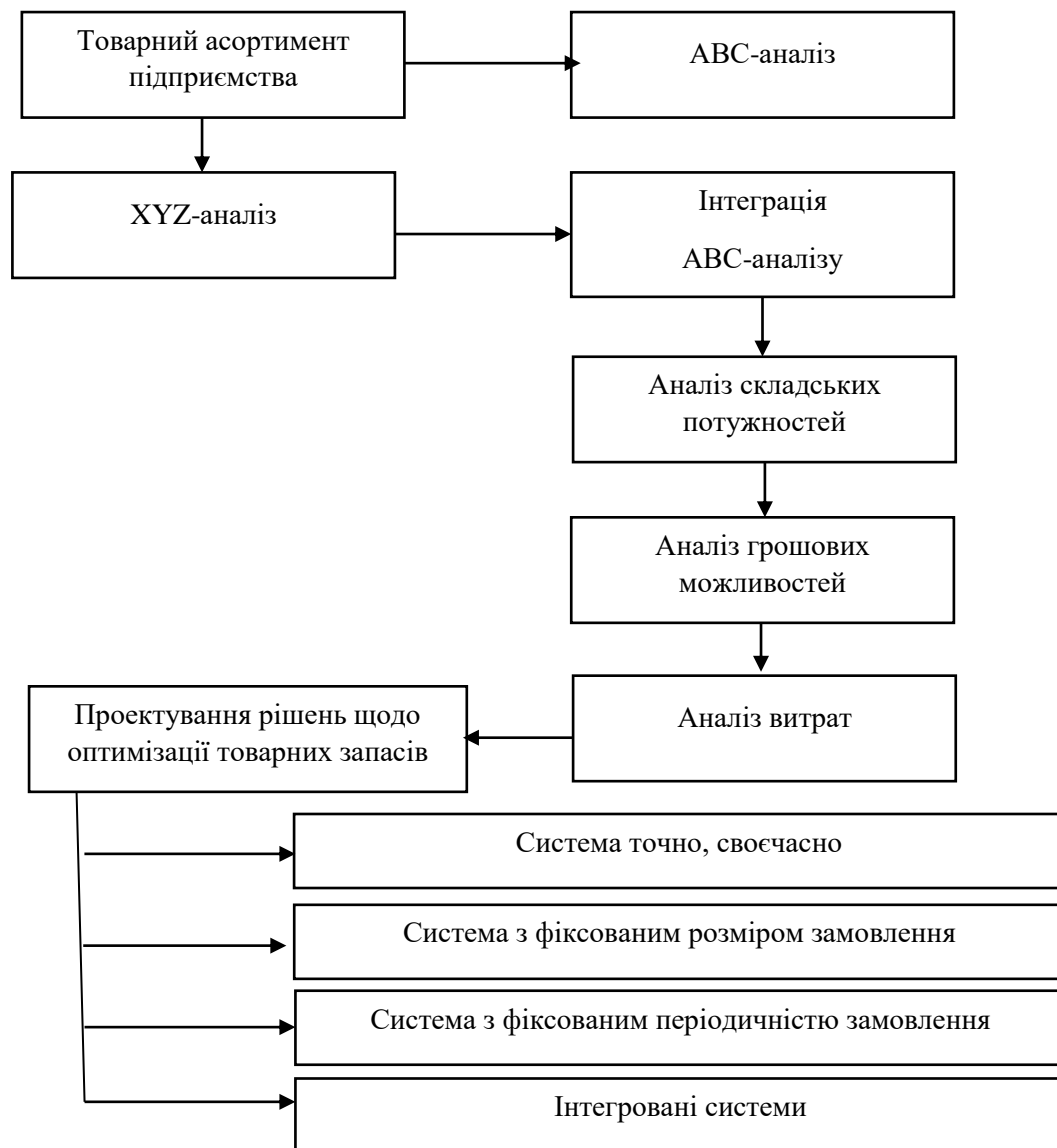 Товарний асортимент
підприємства
АВС-аналіз
XYZ-аналіз
Інтеграція
АВС-аналізу
Аналіз складських
потужностей
Аналіз грошових
можливостей
Аналіз витрат
Проектування рішень щодо
оптимізації товарних запасів
Система точно, своєчасно
Система з фіксованим розміром замовлення
Система з фіксованим періодичністю замовлення
Інтегровані системи